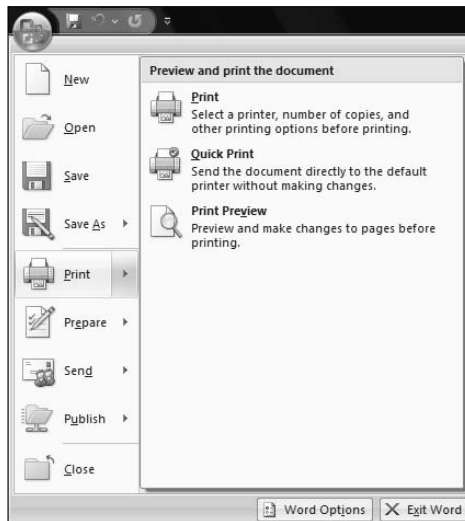 New
Open
Save
Save As
Print
Prepare
Send
Publish
Close
Preview and print the document
Print
Select a printer, number of copies, and
other printing options before printing.
Quick Print
Send the document directly to the default
printer without making changes.
Print Preview
Preview and make changes to pages before
printing.
Word Options
Exit Word